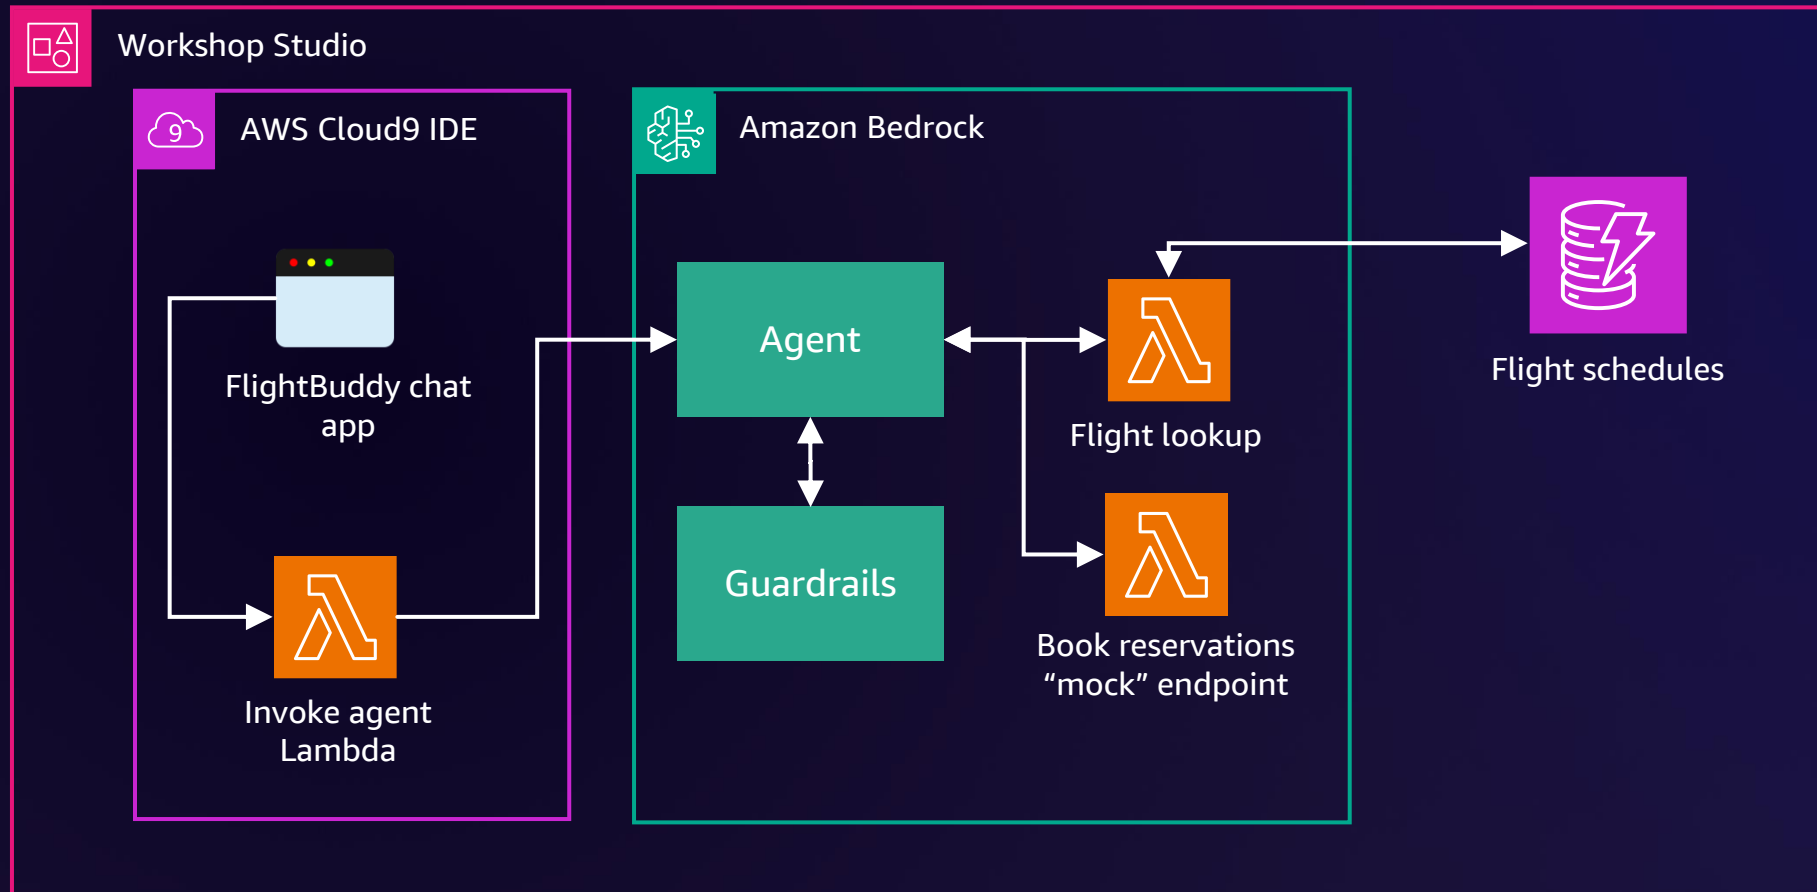 Workshop Studio
9
AWS Cloud9 IDE
Amazon Bedrock
FlightBuddy chat
app
Invoke agent
Lambda
Agent
Guardrails
Flight lookup
Book reservations
“mock” endpoint
Flight schedules